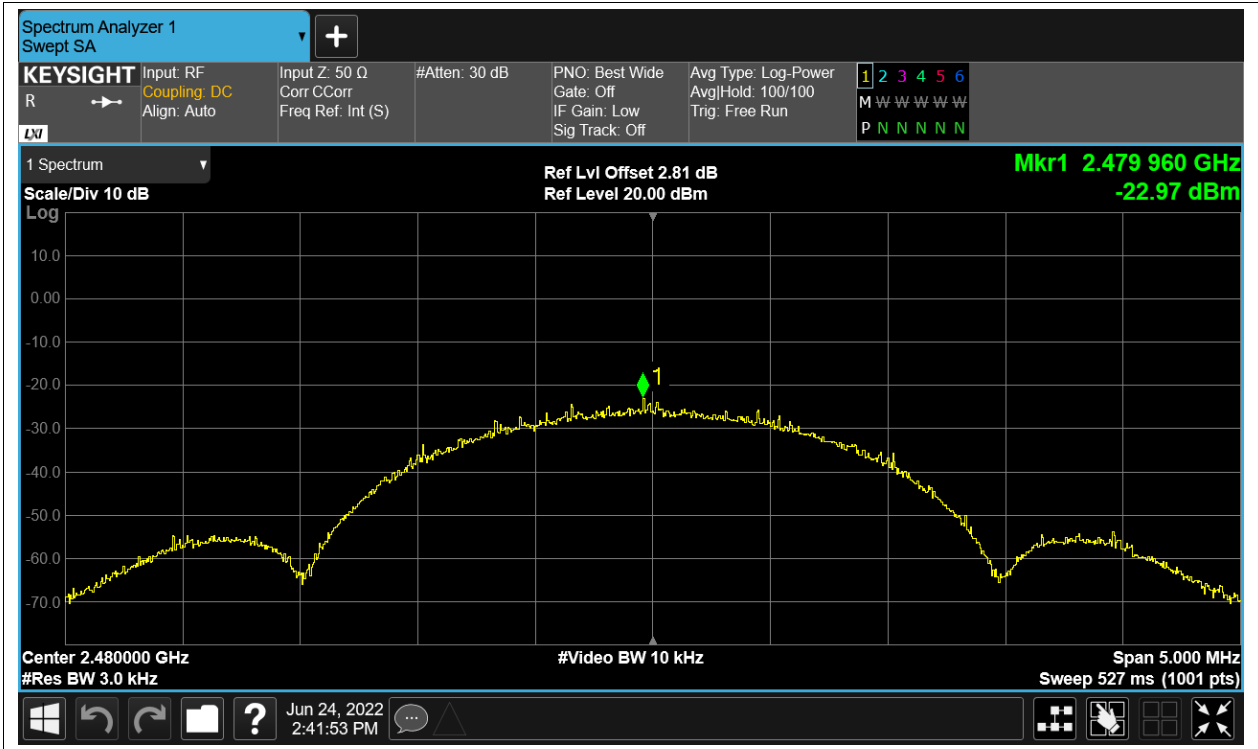 Spectrum Analyzer 1
Swept SA
KEYSIGHT
R
LXI
Input: RF
Coupling: DC
Align: Auto
Input Z: 50 Ω
Corr CCorr
Freq Ref: Int (S)
#Atten: 30 dB
PNO: Best Wide
Gate: Off
IF Gain: Low
Sig Track: Off
Avg Type: Log-Power
Avg|Hold: 100/100
Trig: Free Run
1 2 3 4 5 6
M W W W W W W
P N N N N N N
1 Spectrum
Scale/Div 10 dB
Log
Ref Lvl Offset 2.81 dB
Ref Level 20.00 dBm
Mkr1 2.479 960 GHz
-22.97 dBm
10.0
0.00
-10.0
-20.0
-30.0
-40.0
-50.0
-60.0
-70.0
1
Center 2.480000 GHz
#Res BW 3.0 kHz
#Video BW 10 kHz
Span 5.000 MHz
Sweep 527 ms (1001 pts)
?
Jun 24, 2022
2:41:53 PM